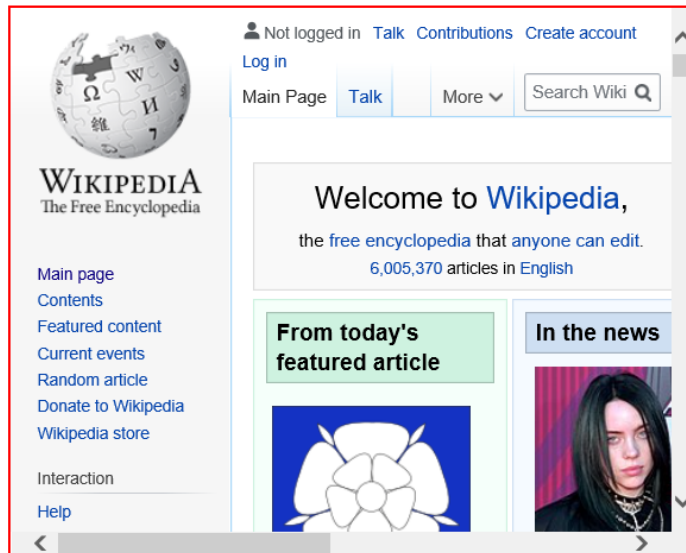 Not logged in Talk Contributions Create account
Log in
Main Page Talk More Search Wiki
Ω W И 維 7
WIKIPEDIA
The Free Encyclopedia
Main page
Contents
Featured content
Current events
Random article
Donate to Wikipedia
Wikipedia store
Interaction
Help
Welcome to Wikipedia,
the free encyclopedia that anyone can edit.
6,005,370 articles in English
From today's
featured article
In the news